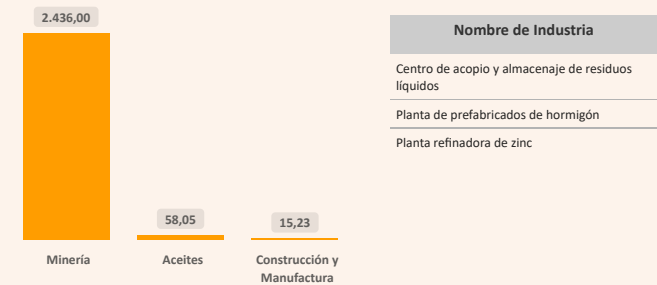 2.436,00
58,05
15,23
Minería
Aceites
Construcción y
Manufactura
Nombre de Industria
Centro de acopio y almacenaje de residuos
líquidos
Planta de prefabricados de hormigón
Planta refinadora de zinc